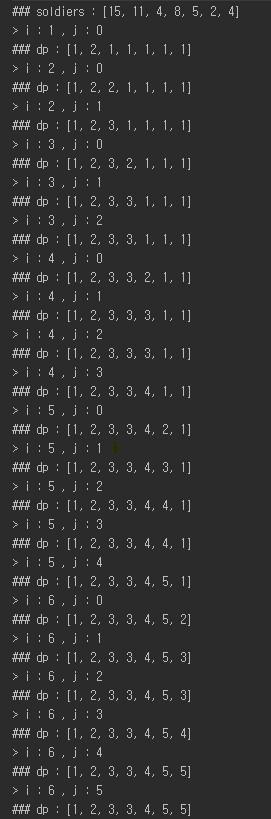 ### soldiers : [15, 11, 4, 8, 5, 2, 4]
> i : 1 , j : 0
### dp : [1, 2, 1, 1, 1, 1, 1]
> i : 2 , j : 0
### dp : [1, 2, 2, 1, 1, 1, 1]
> i : 2 , j : 1
### dp : [1, 2, 3, 1, 1, 1, 1]
> i : 3 , j : 0
### dp : [1, 2, 3, 2, 1, 1, 1]
> i : 3 , j : 1
### dp : [1, 2, 3, 3, 1, 1, 1]
> i : 3 , j : 2
### dp : [1, 2, 3, 3, 1, 1, 1]
> i : 4 , j : 0
### dp : [1, 2, 3, 3, 2, 1, 1]
> i : 4 , j : 1
### dp : [1, 2, 3, 3, 3, 1, 1]
> i : 4 , j : 2
### dp : [1, 2, 3, 3, 3, 1, 1]
> i : 4 , j : 3
### dp : [1, 2, 3, 3, 4, 1, 1]
> i : 5 , j : 0
### dp : [1, 2, 3, 3, 4, 2, 1]
> i : 5 , j : 1
### dp : [1, 2, 3, 3, 4, 3, 1]
> i : 5 , j : 2
### dp : [1, 2, 3, 3, 4, 4, 1]
> i : 5 , j : 3
### dp : [1, 2, 3, 3, 4, 4, 1]
> i : 5 , j : 4
### dp : [1, 2, 3, 3, 4, 5, 1]
> i : 6 , j : 0
### dp : [1, 2, 3, 3, 4, 5, 2]
> i : 6 , j : 1
### dp : [1, 2, 3, 3, 4, 5, 3]
> i : 6 , j : 2
### dp : [1, 2, 3, 3, 4, 5, 3]
> i : 6 , j : 3
### dp : [1, 2, 3, 3, 4, 5, 4]
> i : 6 , j : 4
### dp : [1, 2, 3, 3, 4, 5, 5]
> i : 6 , j : 5
### dp : [1, 2, 3, 3, 4, 5, 5]